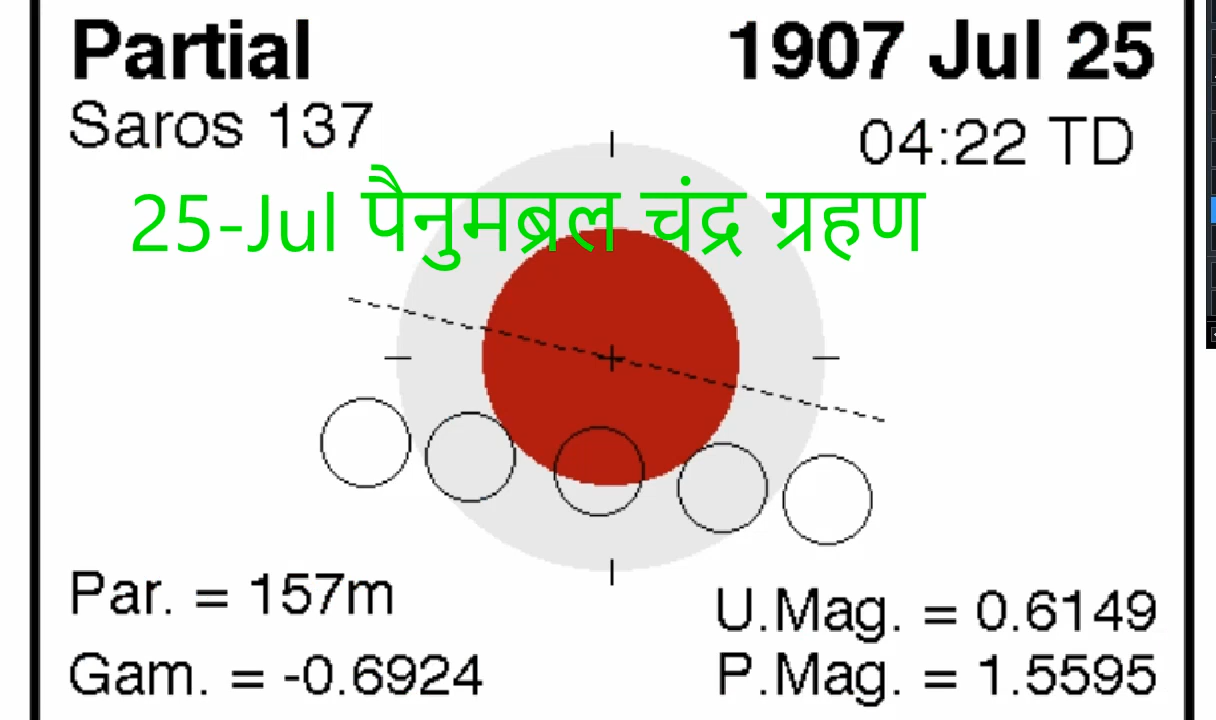 Partial
1907 Jul 25
Saros 137
04:22 TD
25-Jul पैनुमब्रल चंद्र ग्रहण
Par. = 157m
U.Mag. = 0.6149
Gam. = -0.6924
P.Mag. = 1.5595